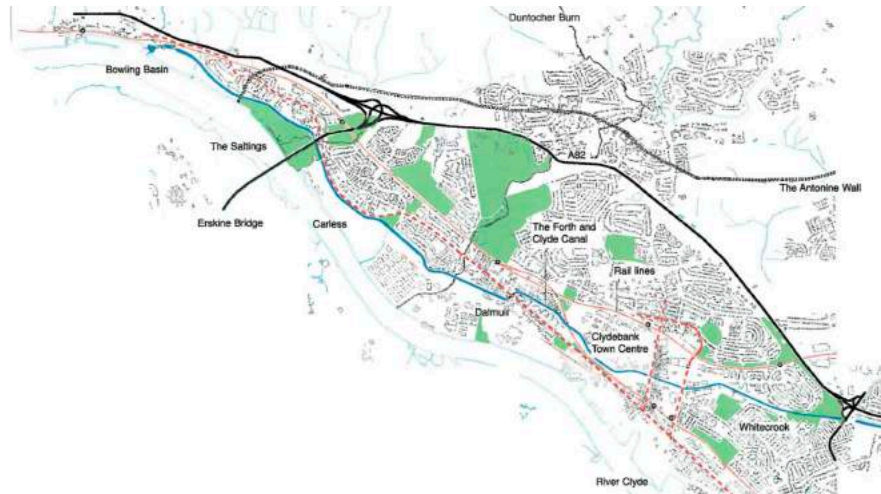 Duntocher Burn
Bowling Basin
The Saltings
A82
The Antonine Wall
Erskine Bridge
Carless
The Forth and
Clyde Canal
Rail lines
Dalmuir
Clydebank
Town Centre
Whitecrook
River Clyde